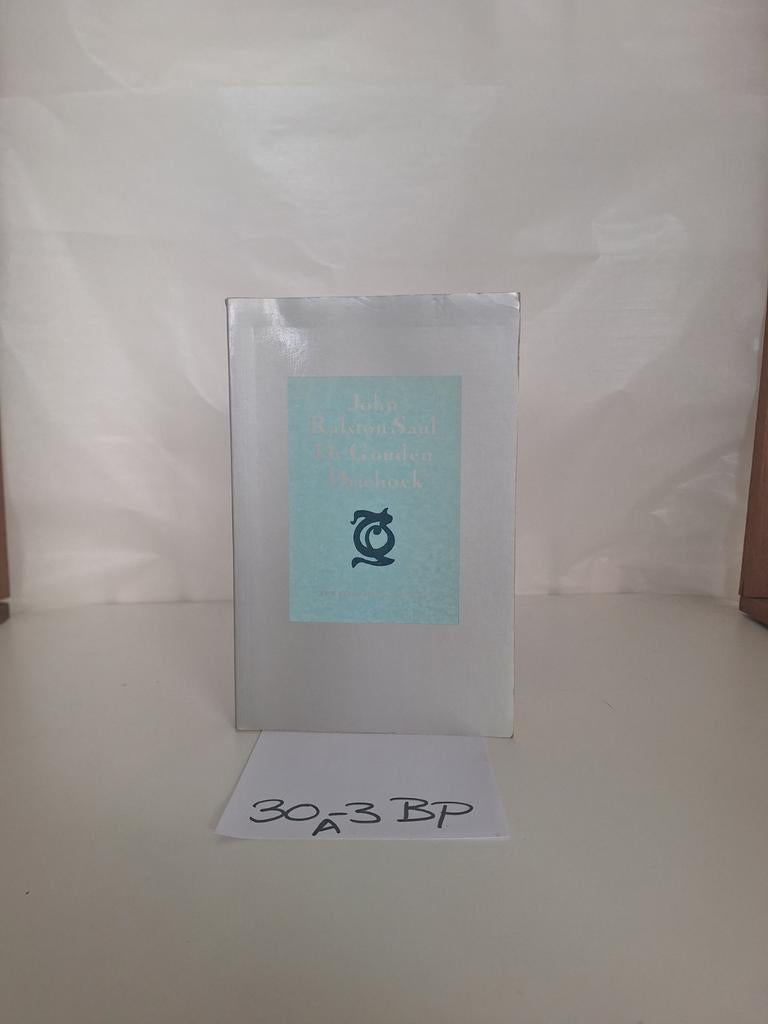 John
Ralston Saul
De Gouden
Driehoek
30A-3 BP